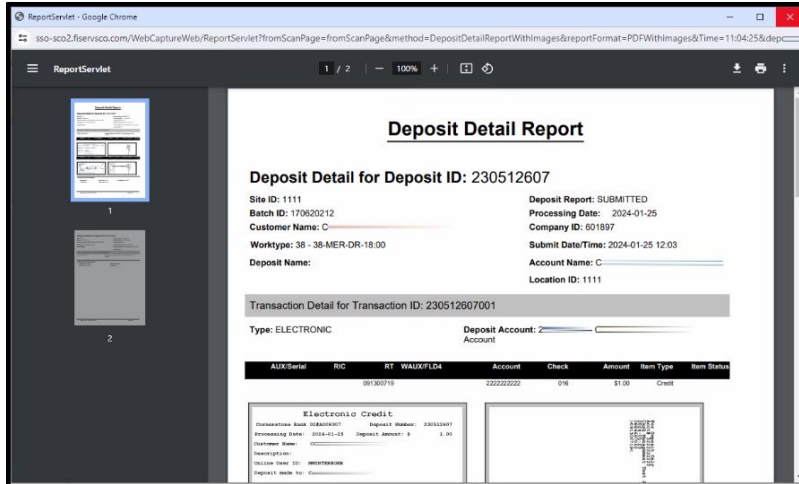 ReportServlet - Google Chrome
sso-sco2.fiservsco.com/WebCaptureWeb/ReportServlet?fromScanPage=fromScanPage&method=DepositDetailReportWithImages&reportFormat=PDFWithImages&Time=11:04:25&dep
ReportServlet
1 / 2
100%
Deposit Detail Report
Deposit Detail for Deposit ID: 230512607
Site ID: 1111
Deposit Report: SUBMITTED
Batch ID: 170620212
Processing Date: 2024-01-25
Customer Name: C
Company ID: 601897
Worktype: 38 - 38-MER-DR-18:00
Submit Date/Time: 2024-01-25 12:03
Deposit Name:
Account Name: C
Location ID: 1111
Transaction Detail for Transaction ID: 230512607001
Type: ELECTRONIC
Deposit Account: 2
Account
AUX/Serial RIC RT WAUX/FLD4 Account Check Amount Item Type Item Status
091300719 2222222222 016 $1.00 Credit
Electronic Credit
Cornerstone Bank Deposit Number: 230512607
Processing Date: 2024-01-25 Deposit Amount: $ 1.00
Customer Name:
Description:
Online User ID:
Deposit made to: C
1
2